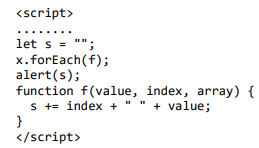 <script>
........
let s = "";
x.forEach(f);
alert(s);
function f(value, index, array) {
  s += index + " " + value;
}
</script>